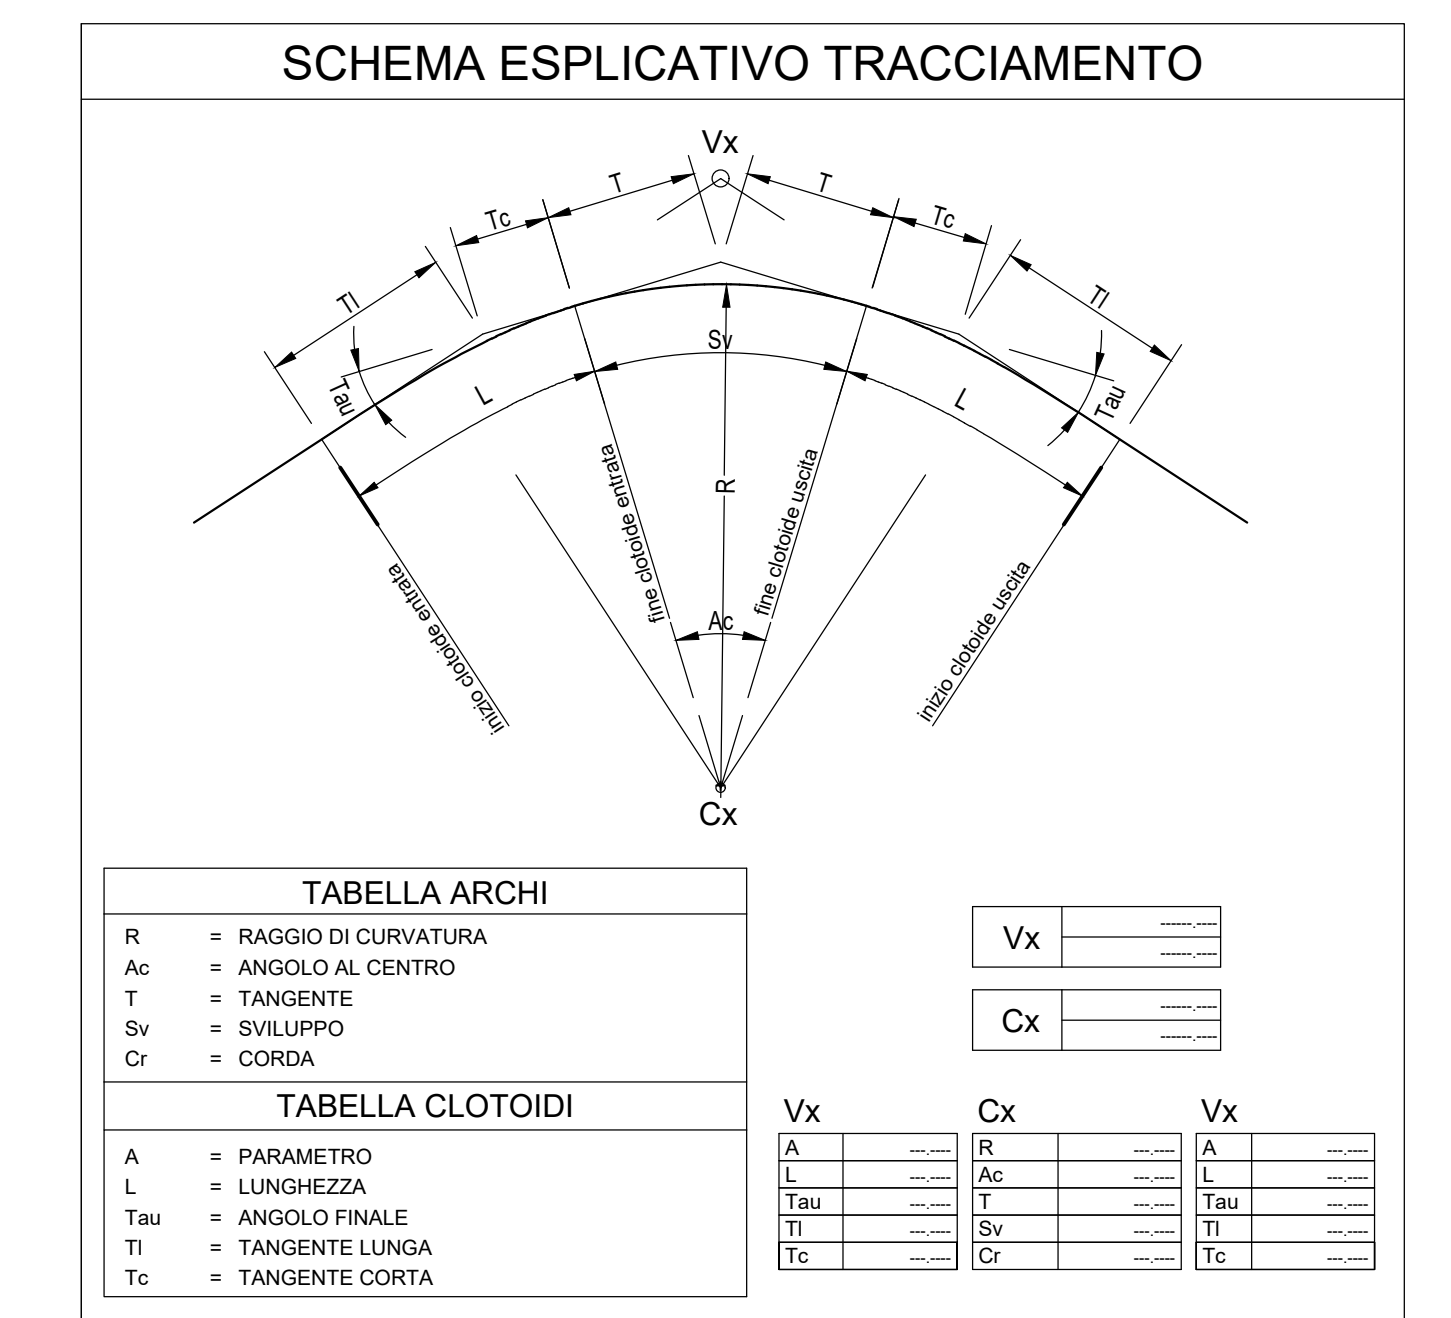 SCHEMA ESPLICATIVO TRACCIAMENTO
Vx
T
T
Tc
Tc
Tl
Tl
Sv
Tau
Tau
L
L
R
fine clotoide entrata
fine clotoide uscita
inizio clotoide entrata
inizio clotoide uscita
Ac
Cx
TABELLA ARCHI
R = RAGGIO DI CURVATURA
Ac = ANGOLO AL CENTRO
T = TANGENTE
Sv = SVILUPPO
Cr = CORDA
TABELLA CLOTOIDI
A = PARAMETRO
L = LUNGHEZZA
Tau = ANGOLO FINALE
Tl = TANGENTE LUNGA
Tc = TANGENTE CORTA
Vx ------.----
------.----
Cx ------.----
------.----
Vx Cx Vx
A ---.---- R ---.---- A ---.----
L ---.---- Ac ---.---- L ---.----
Tau ---.---- T ---.---- Tau ---.----
Tl ---.---- Sv ---.---- Tl ---.----
Tc ---.---- Cr ---.---- Tc ---.----